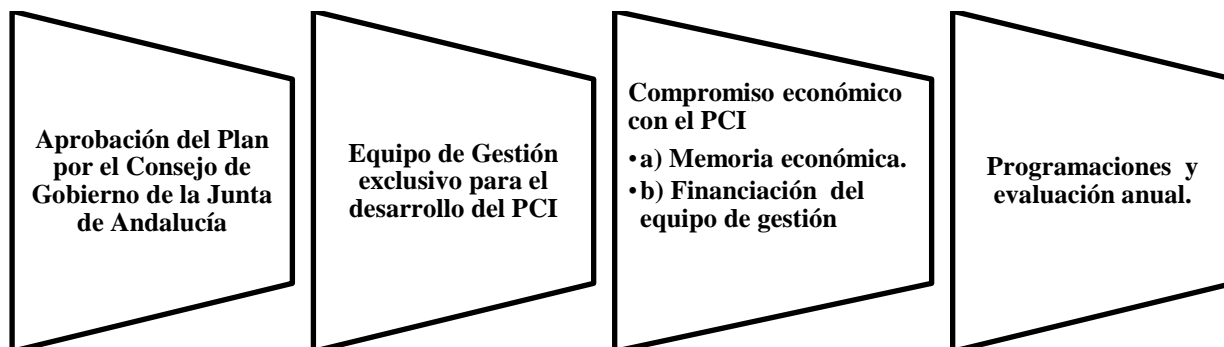 Aprobación del Plan
por el Consejo de
Gobierno de la Junta
de Andalucía
Equipo de Gestión
exclusivo para el
desarrollo del PCI
Compromiso económico
con el PCI
•a) Memoria económica.
•b) Financiación del
equipo de gestión
Programaciones y
evaluación anual.